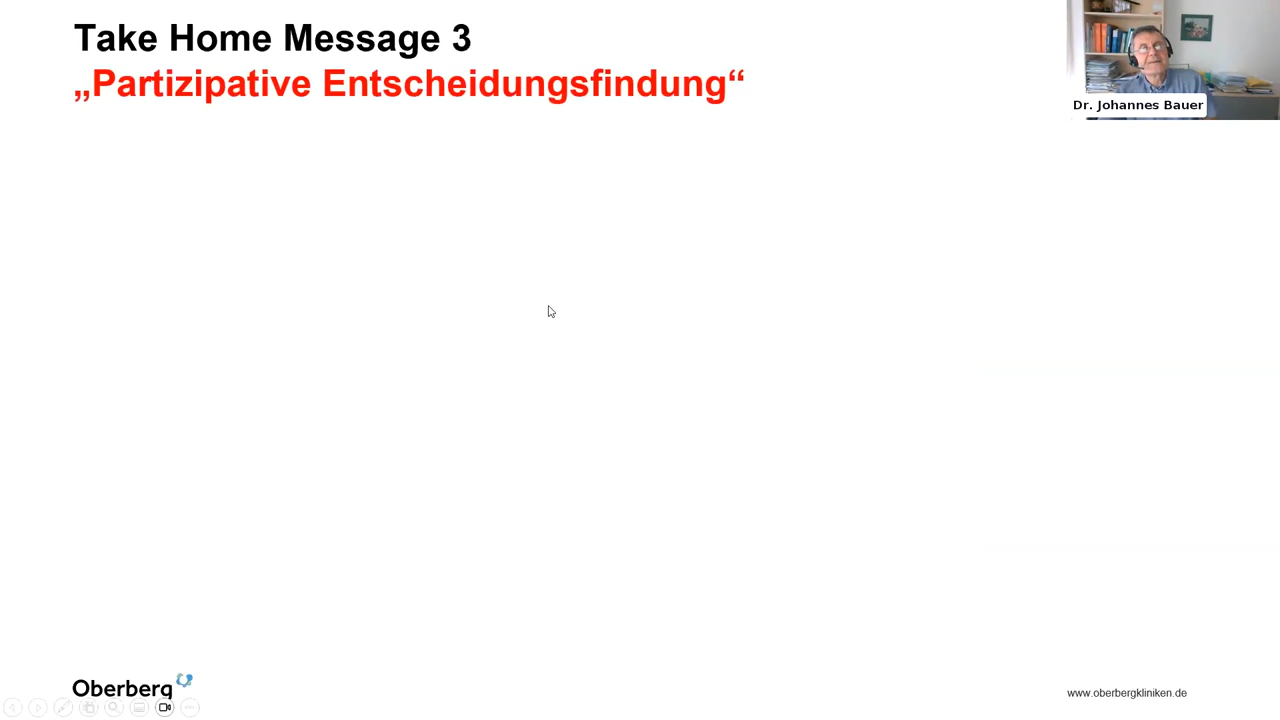 Take Home Message 3
„Partizipative Entscheidungsfindung“
Dr. Johannes Bauer
Oberberg
www.oberbergkliniken.de